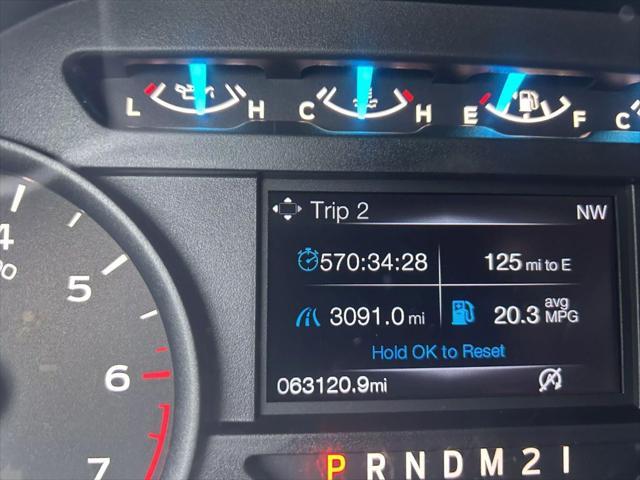 L H C H E F C
Trip 2 NW
570:34:28 125 mi to E
3091.0 mi 20.3 avg MPG
Hold OK to Reset
063120.9mi
4
00
5
6
7
P R N D M 2 1